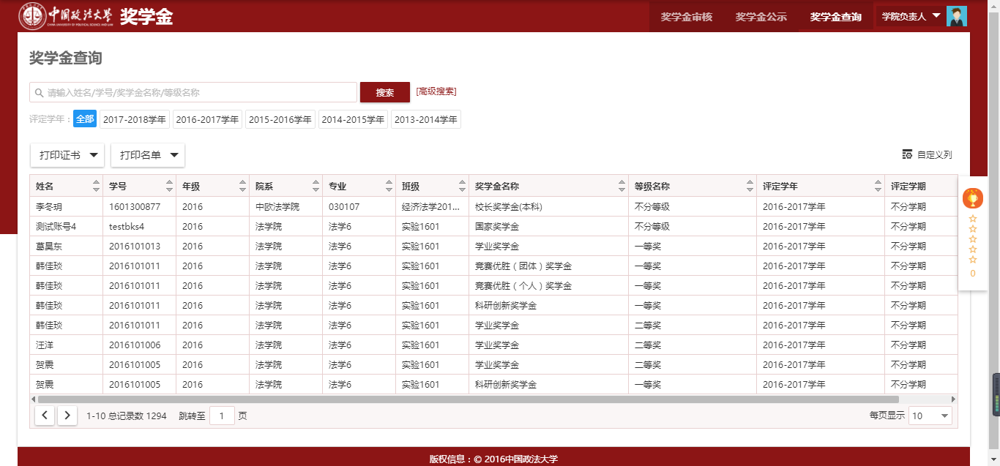 中国政法大学 奖学金 奖学金审核 奖学金公示 奖学金查询 学院负责人
CHINA UNIVERSITY OF POLITICAL SCIENCE AND LAW
奖学金查询
请输入姓名/学号/奖学金名称/等级名称 搜索 [高级搜索]
评定学年： 全部 2017-2018学年 2016-2017学年 2015-2016学年 2014-2015学年 2013-2014学年
打印证书 打印名单 自定义列
姓名 学号 年级 院系 专业 班级 奖学金名称 等级名称 评定学年 评定学期
李冬玥 1601300877 2016 中欧法学院 030107 经济法学201... 校长奖学金(本科) 不分等级 2016-2017学年 不分学期
测试账号4 testbks4 2016 法学院 法学6 实验1601 国家奖学金 不分等级 2016-2017学年 不分学期
葛昊东 2016101013 2016 法学院 法学6 实验1601 学业奖学金 一等奖 2016-2017学年 不分学期
韩佳琰 2016101011 2016 法学院 法学6 实验1601 竞赛优胜（团体）奖学金 一等奖 2016-2017学年 不分学期
韩佳琰 2016101011 2016 法学院 法学6 实验1601 竞赛优胜（个人）奖学金 一等奖 2016-2017学年 不分学期
韩佳琰 2016101011 2016 法学院 法学6 实验1601 科研创新奖学金 一等奖 2016-2017学年 不分学期
韩佳琰 2016101011 2016 法学院 法学6 实验1601 学业奖学金 二等奖 2016-2017学年 不分学期
汪洋 2016101006 2016 法学院 法学6 实验1601 学业奖学金 二等奖 2016-2017学年 不分学期
贺震 2016101005 2016 法学院 法学6 实验1601 学业奖学金 二等奖 2016-2017学年 不分学期
贺震 2016101005 2016 法学院 法学6 实验1601 科研创新奖学金 一等奖 2016-2017学年 不分学期
0
1-10 总记录数 1294 跳转至 1 页 每页显示 10
版权信息：© 2016中国政法大学